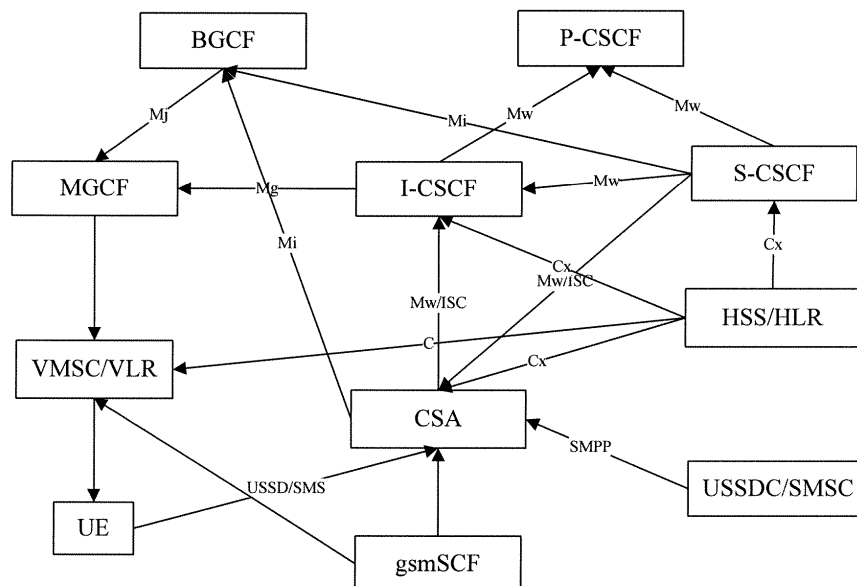 BGCF
P-CSCF
Mj
Mi
Mw
Mw
MGCF
Mg
I-CSCF
Mw
S-CSCF
Mi
Cx
Cx
Mw/ISC
Mw/ISC
HSS/HLR
VMSC/VLR
C
Cx
CSA
SMPP
USSD/SMS
USSDC/SMSC
UE
gsmSCF